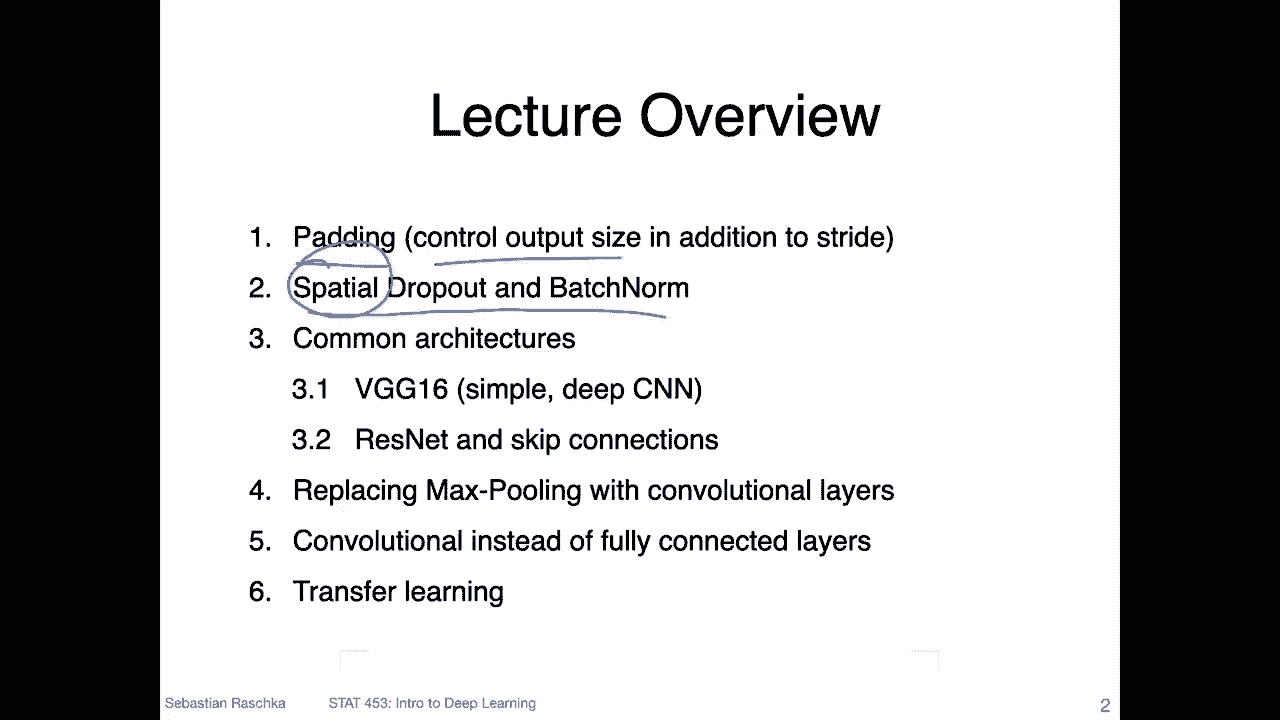 Lecture Overview
1. Padding (control output size in addition to stride)
2. Spatial Dropout and BatchNorm
3. Common architectures
3.1 VGG16 (simple, deep CNN)
3.2 ResNet and skip connections
4. Replacing Max-Pooling with convolutional layers
5. Convolutional instead of fully connected layers
6. Transfer learning
Sebastian Raschka STAT 453: Intro to Deep Learning 2